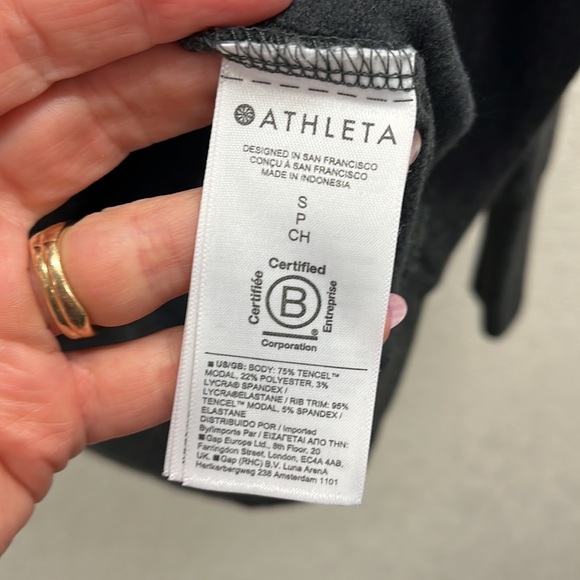 ATHLETA
DESIGNED IN SAN FRANCISCO
CONÇU À SAN FRANCISCO
MADE IN INDONESIA
S
P
CH
Certified
Certifiée
B
Entreprise
Corporation
■ US/GB: BODY: 75% TENCEL™
MODAL, 22% POLYESTER, 3%
LYCRA® SPANDEX /
LYCRA®ELASTANE / RIB TRIM: 95%
TENCEL™ MODAL, 5% SPANDEX /
ELASTANE
DISTRIBUIDO POR / Imported
By/Importé Par / ΕΙΣΑΓΕΤΑΙ ΑΠΟ ΤΗΝ:
■ Gap Europe Ltd., 8th Floor, 20
Farringdon Street, London, EC4A 4AB,
UK. ■ Gap (RHC) B.V. Luna ArenA
Herikerbergweg 238 Amsterdam 1101